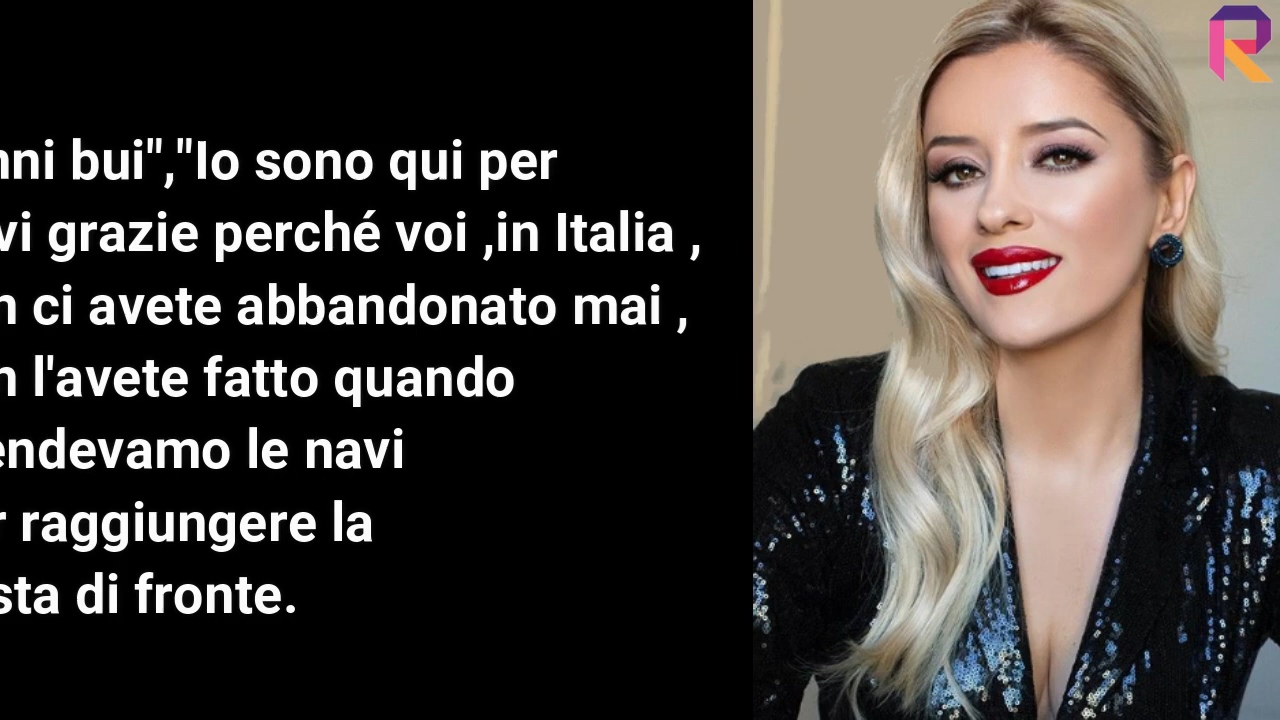 nni bui","Io sono qui per
vi grazie perché voi ,in Italia ,
n ci avete abbandonato mai ,
n l'avete fatto quando
endevamo le navi
r raggiungere la
sta di fronte.